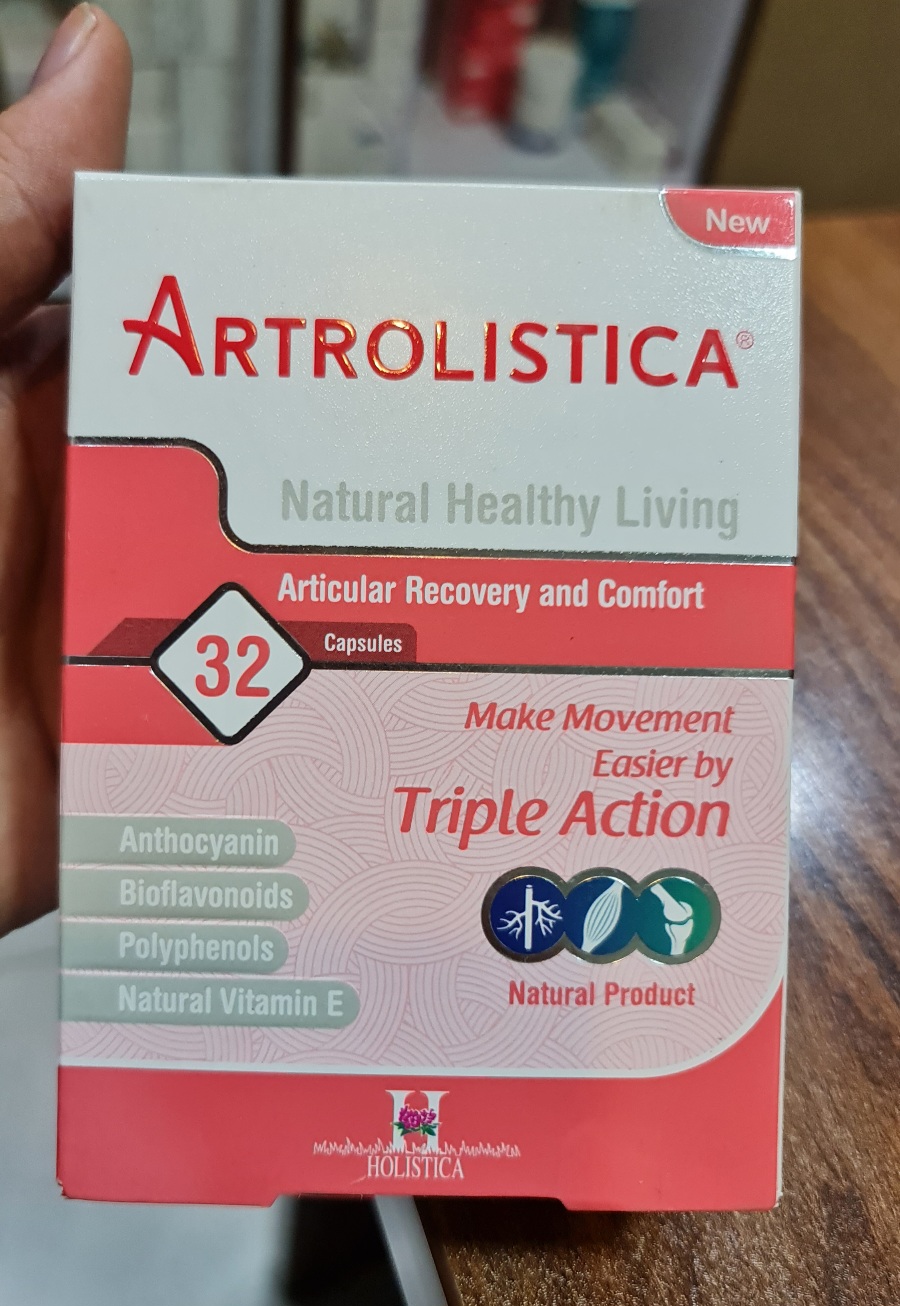 New
ARTROLISTICA®
Natural Healthy Living
Articular Recovery and Comfort
32
Capsules
Make Movement
Easier by
Triple Action
Anthocyanin
Bioflavonoids
Polyphenols
Natural Vitamin E
Natural Product
H
HOLISTICA